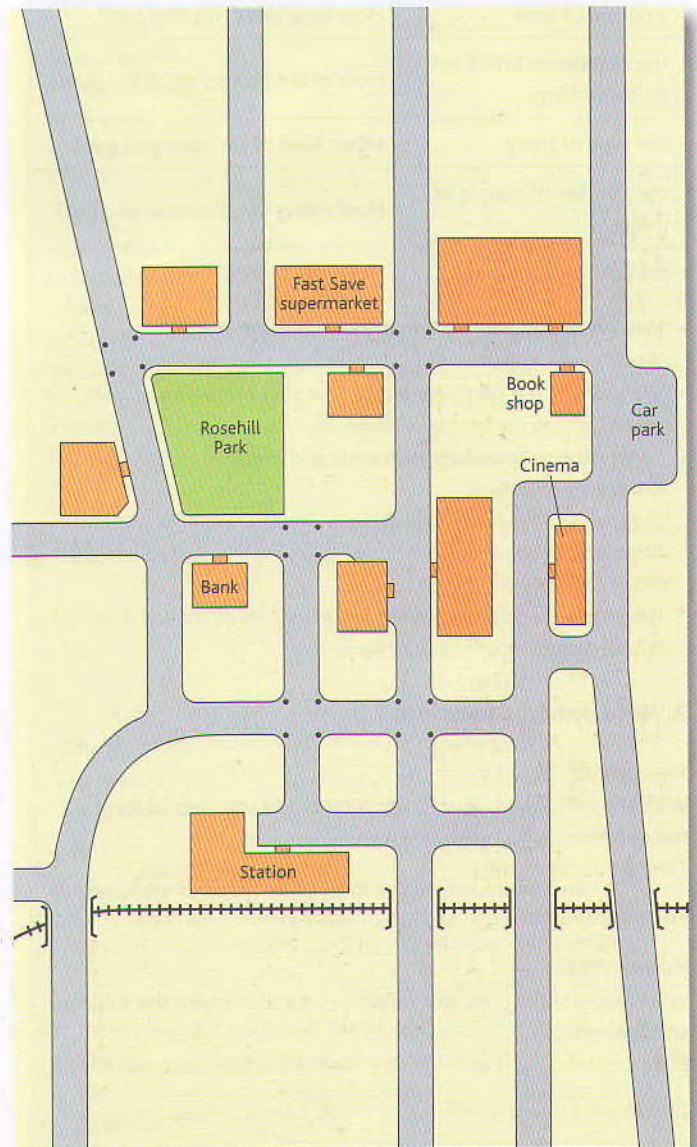 Fast Save
supermarket
Rosehill
Park
Book
shop
Car
park
Cinema
Bank
Station